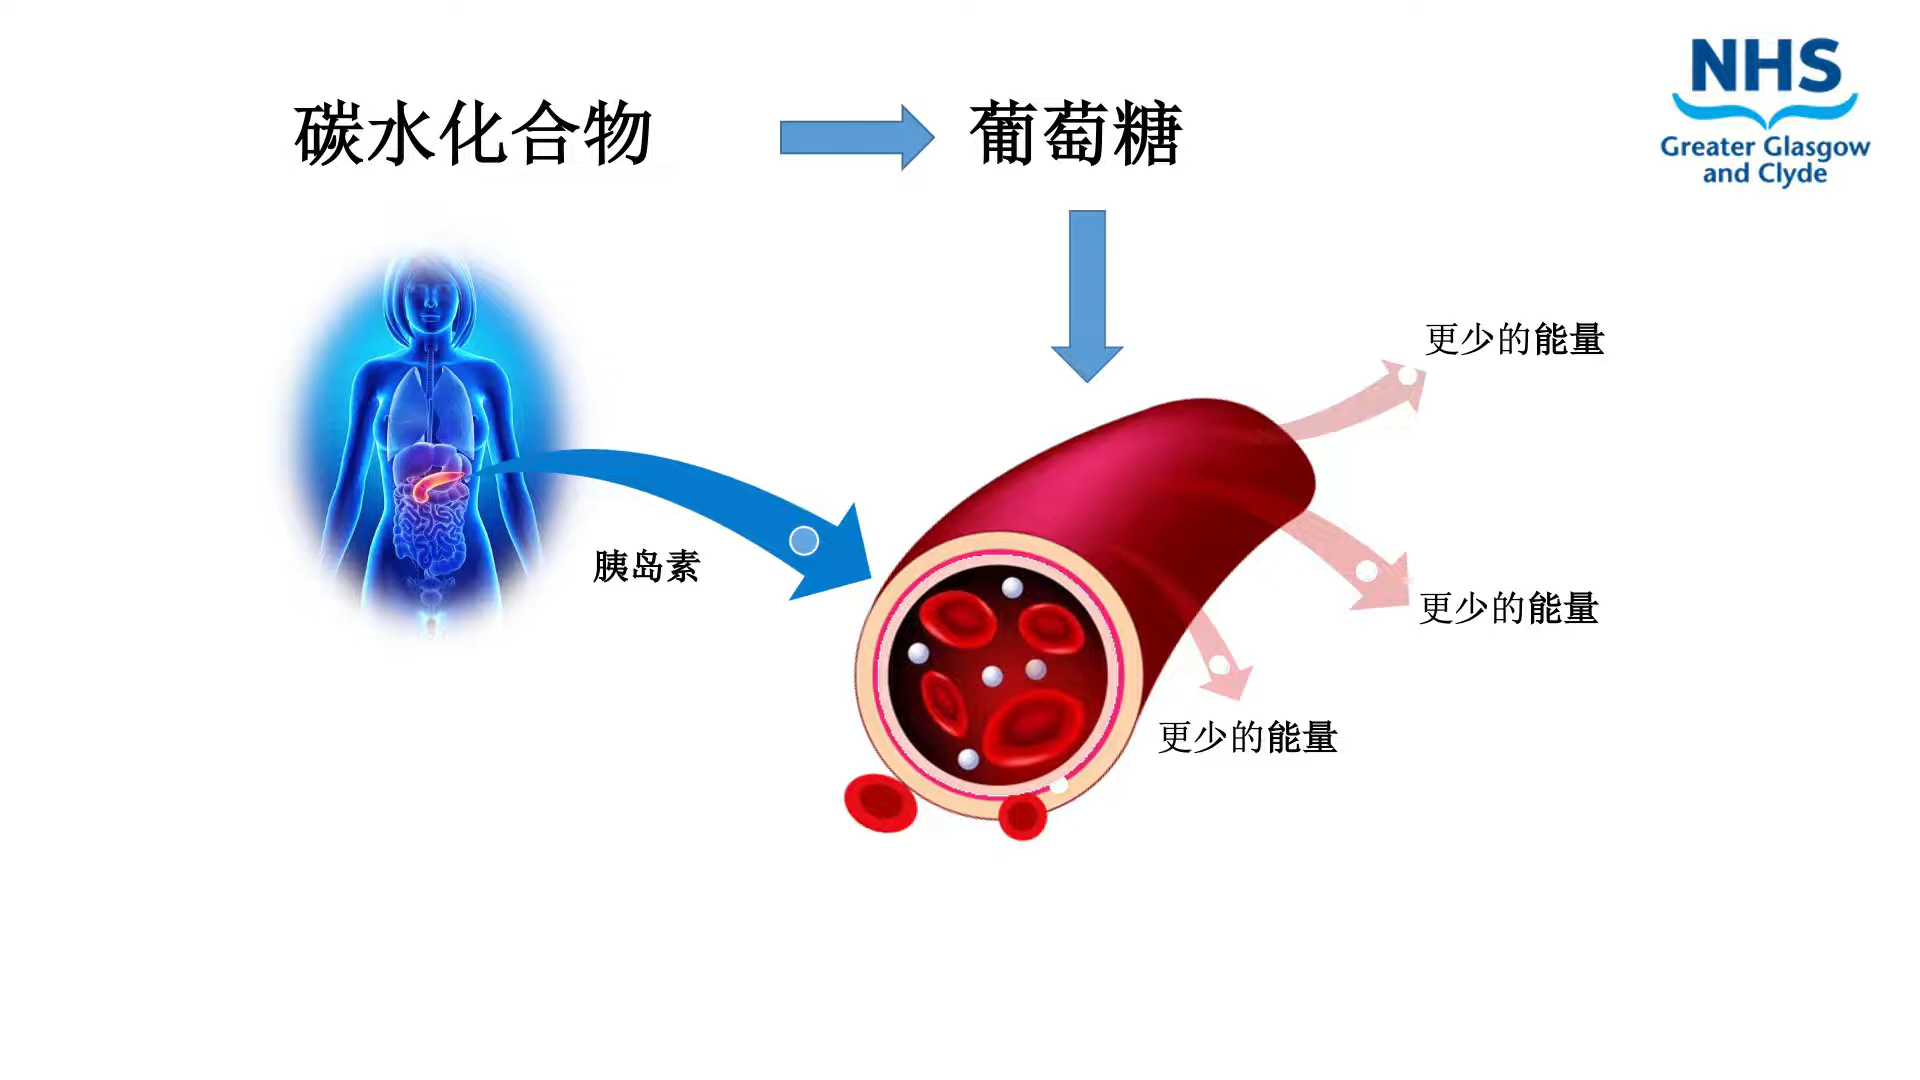 碳水化合物
葡萄糖
NHS
Greater Glasgow
and Clyde
更少的能量
胰岛素
更少的能量
更少的能量